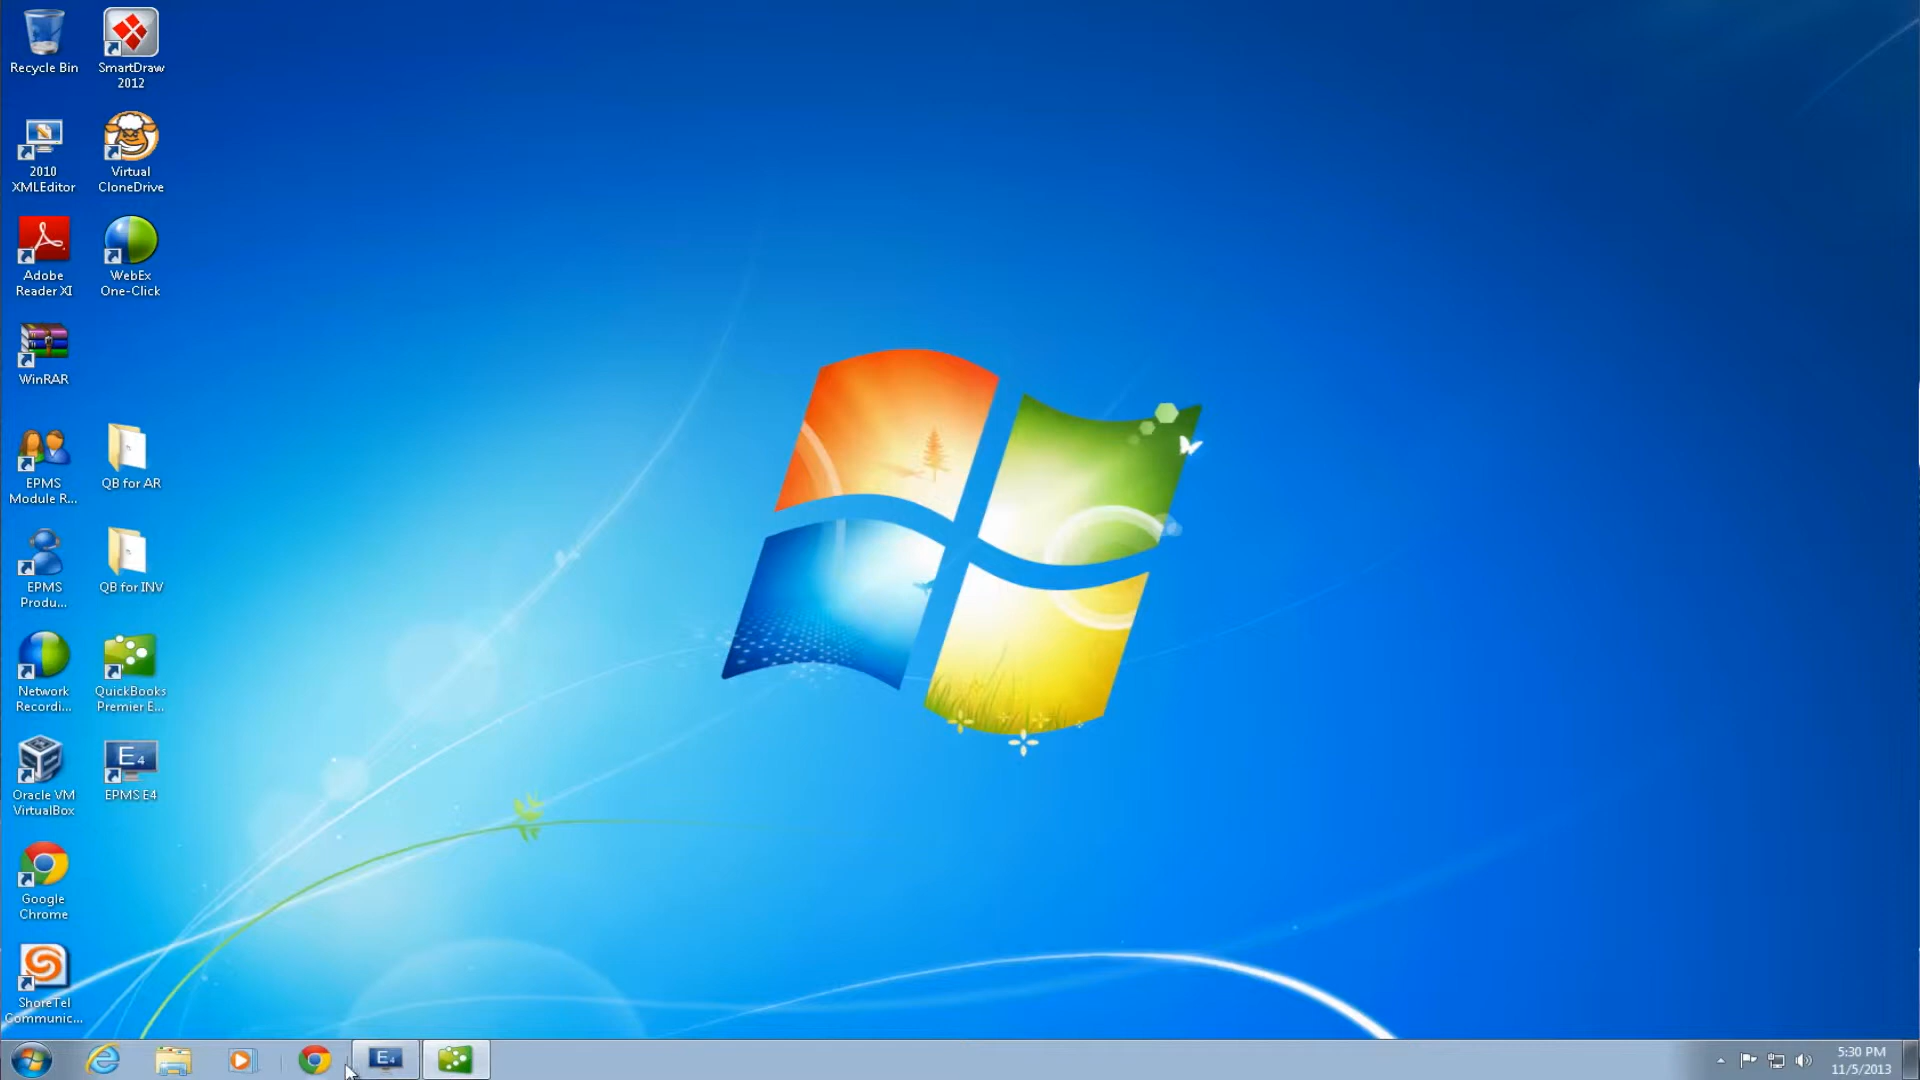 Recycle Bin
SmartDraw
2012
2010
XMLEditor
Virtual
CloneDrive
Adobe
Reader XI
WebEx
One-Click
WinRAR
EPMS
Module R...
QB for AR
EPMS
Produ...
QB for INV
Network
Recordi...
QuickBooks
Premier E...
Oracle VM
VirtualBox
E4
EPMS E4
Google
Chrome
ShoreTel
Communic...
E4
5:30 PM
11/5/2013